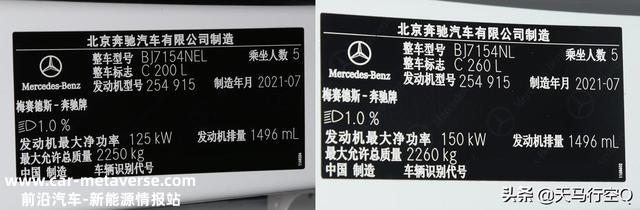 北京奔驰汽车有限公司制造
整车型号 BJ7154NEL 乘坐人数 5
整车标志 C 200 L
发动机型号 254 915 制造年月 2021-07
Mercedes-Benz
梅赛德斯-奔驰牌
1.0 %
发动机最大净功率 125 kW 发动机排量 1496 mL
最大允许总质量 2250 kg
中国 制造 车辆识别代号
www.car-metaverse.com
前沿汽车-新能源情报站
北京奔驰汽车有限公司制造
整车型号 BJ7154NL 乘坐人数 5
整车标志 C 260 L
发动机型号 254 915 制造年月 2021-07
Mercedes-Benz
梅赛德斯-奔驰牌
1.0 %
发动机最大净功率 150 kW 发动机排量 1496 mL
最大允许总质量 2260 kg
中国 制造 车辆识别代号
头条 @天马行空Q